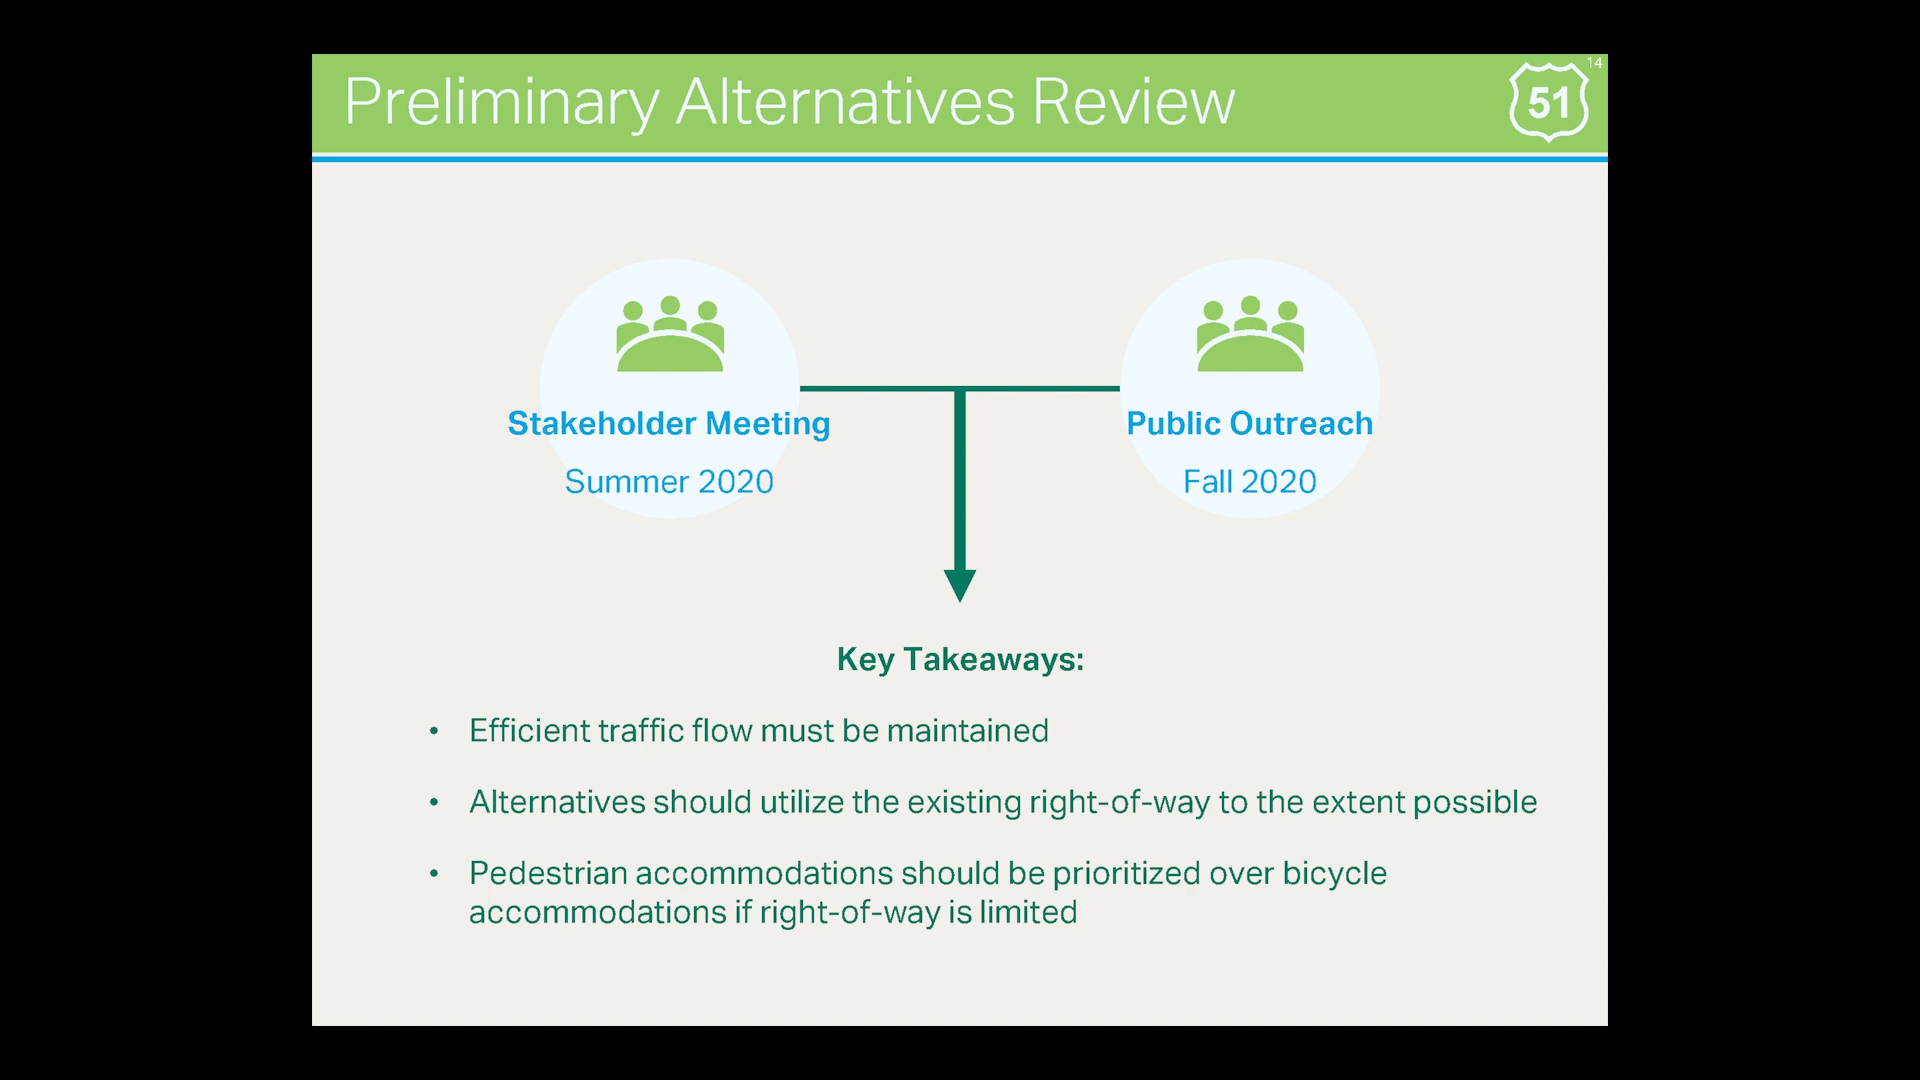 Preliminary Alternatives Review
14
51
Stakeholder Meeting
Summer 2020
Public Outreach
Fall 2020
Key Takeaways:
• Efficient traffic flow must be maintained
• Alternatives should utilize the existing right-of-way to the extent possible
• Pedestrian accommodations should be prioritized over bicycle
accommodations if right-of-way is limited